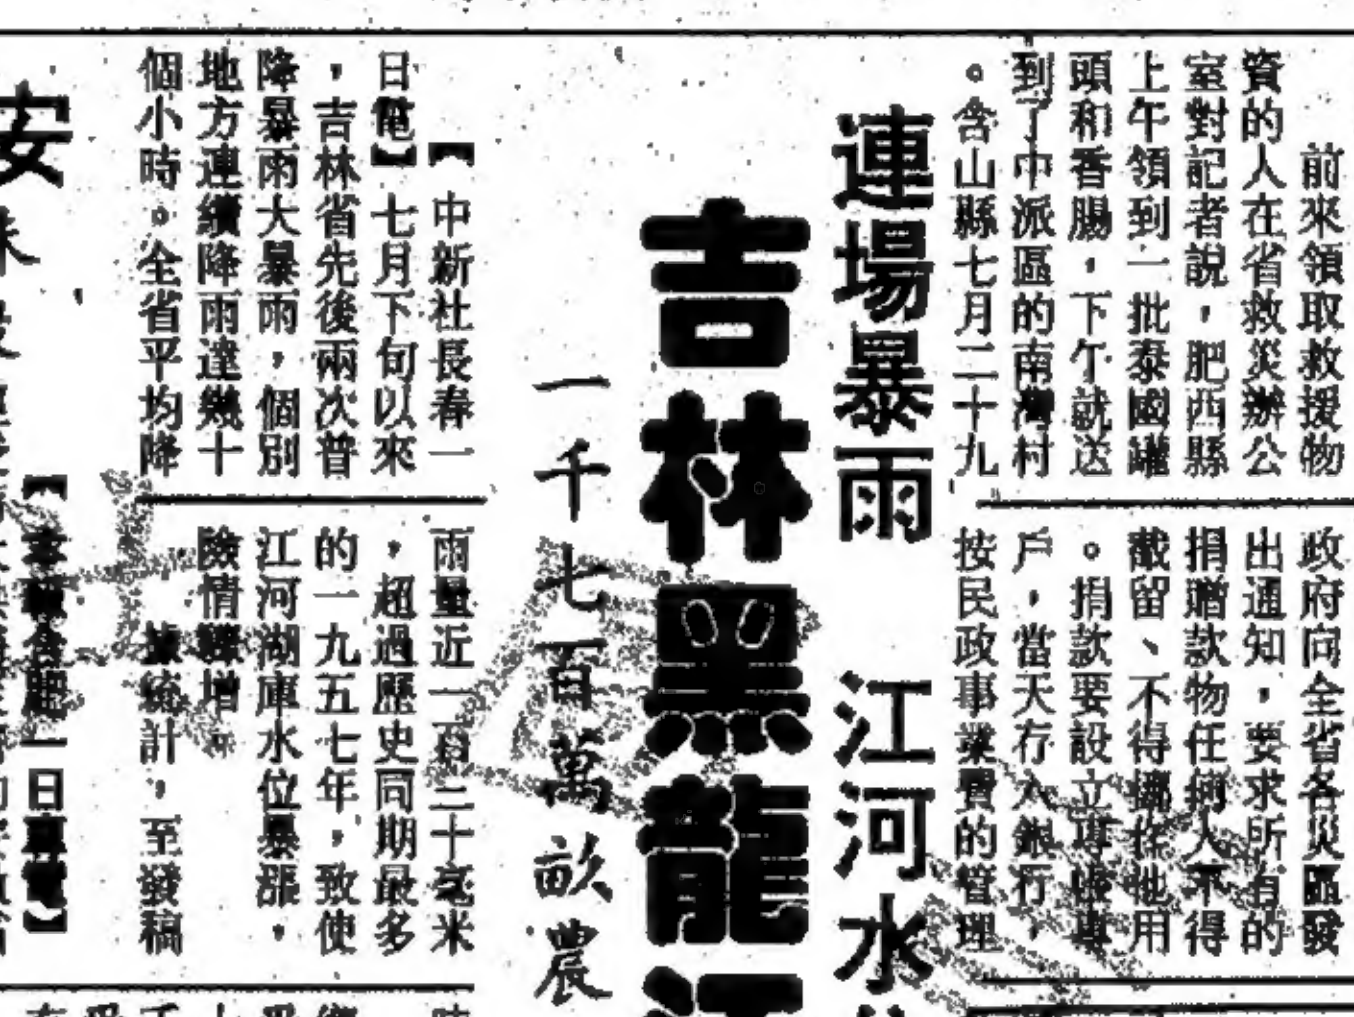 前來領取救援物
資的人在省救災辦公
室對記者說，肥西縣
上午領到一批泰國罐
頭和香腸，下午就送
到了中派區的南灣村
。含山縣七月二十九
政府向全省各災區發
出通知，要求所有的
捐贈款物任何人不得
截留、不得挪作他用
。捐款要設立專帳專
戶，當天存入銀行，
按民政事業費的管理
連場暴雨　江河水
吉林黑龍江
一千七百萬畝農
【中新社長春一
日電】七月下旬以來
，吉林省先後兩次普
降暴雨大暴雨，個別
地方連續降雨達幾十
個小時。全省平均降
雨量近一百二十毫米
，超過歷史同期最多
的一九五七年，致使
江河湖庫水位暴漲，
險情驟增。
據統計，至發稿
安
【本報合肥一日專電】